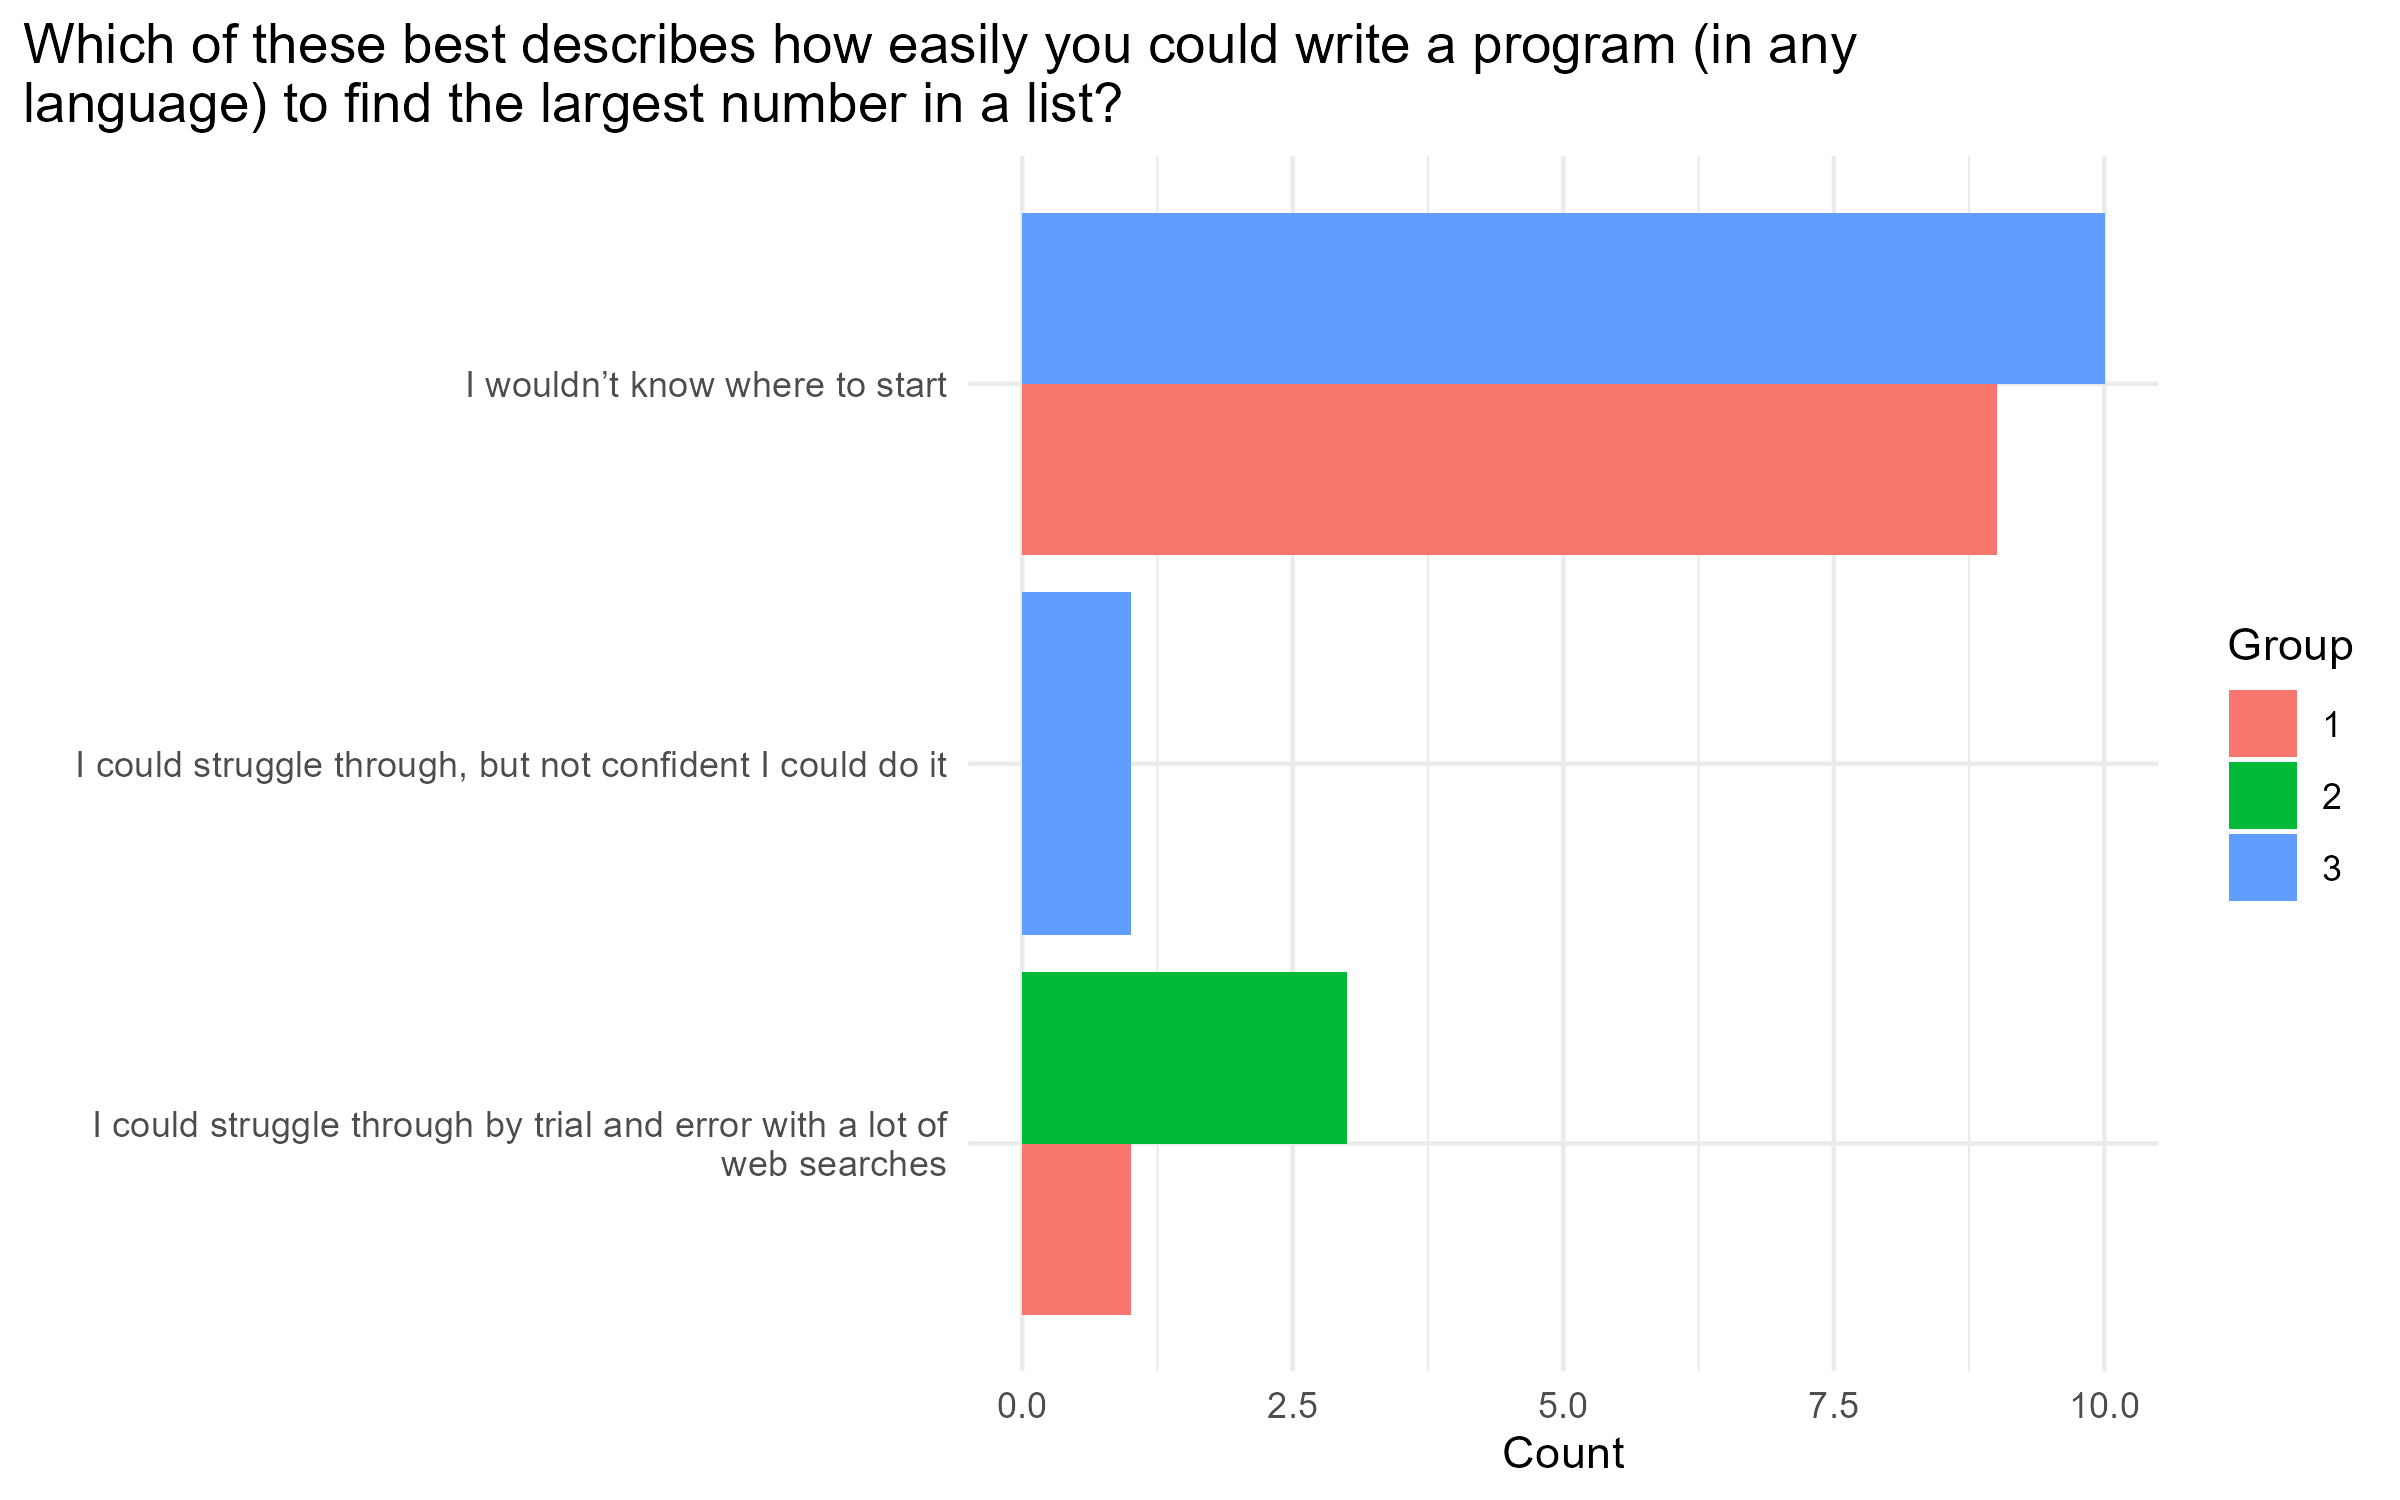 Which of these best describes how easily you could write a program (in any
language) to find the largest number in a list?
I wouldn’t know where to start
I could struggle through, but not confident I could do it
I could struggle through by trial and error with a lot of
web searches
0.0
2.5
5.0
7.5
10.0
Count
Group
1
2
3